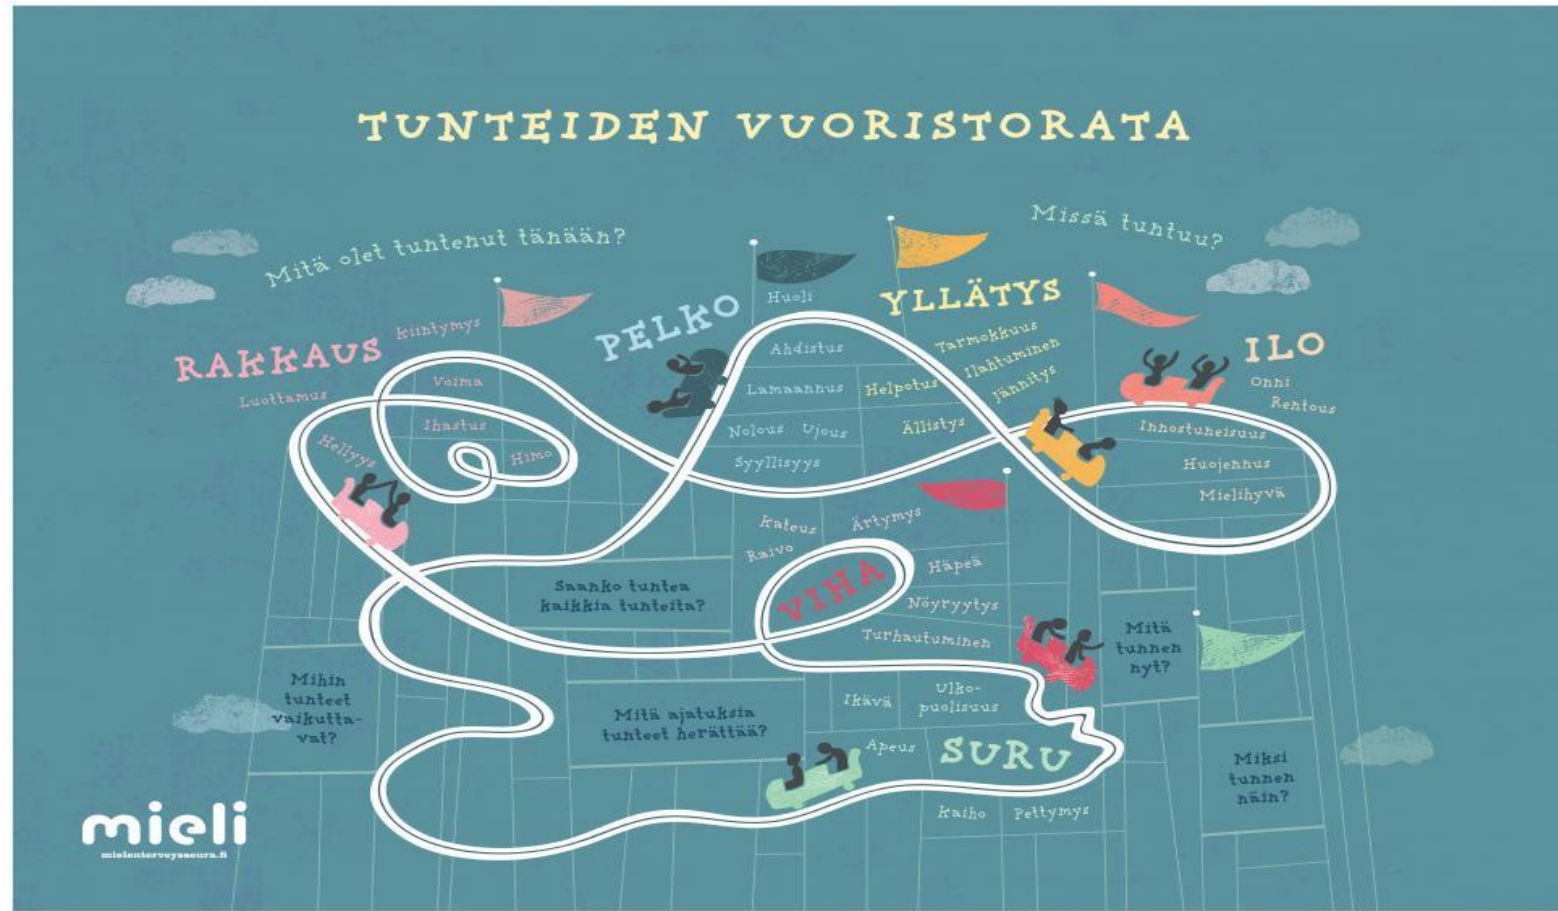 TUNTEIDEN VUORISTORATA
Mitä olet tuntenut tänään?
Missä tuntuu?
RAKKAUS
Kiintymys
Luottamus
Voima
Ihastus
Hellyys
Himo
PELKO
Huoli
Ahdistus
Lamaannus
Nolous Ujous
Syyllisyys
YLLÄTYS
Tarmokkuus
Ilahtuminen
Jännitys
Helpotus
Ällistys
ILO
Onni
Rehtous
Innostuneisuus
Huojennus
Mielihyvä
Kateus
Ärtymys
Raivo
VIHA
Häpeä
Nöyryytys
Turhautuminen
Saanko tuntea
kaikkia tunteita?
Mitä
tunnen
nyt?
Mihin
tunteet
vaikutta-
vat?
Mitä ajatuksia
tunteet herättää?
Ikävä
Ulko-
puolisuus
Apeus
SURU
Kaiho
Pettymys
Miksi
tunnen
näin?
mieli
mielenterveysseura.fi